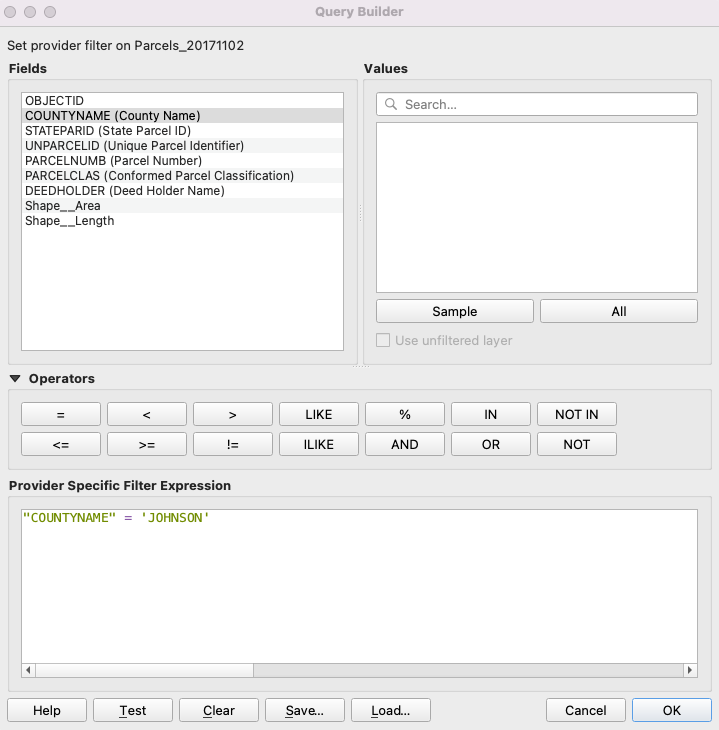 Query Builder
Set provider filter on Parcels_20171102
Fields
Values
OBJECTID
COUNTYNAME (County Name)
STATEPARID (State Parcel ID)
UNPARCELID (Unique Parcel Identifier)
PARCELNUMB (Parcel Number)
PARCELCLAS (Conformed Parcel Classification)
DEEDHOLDER (Deed Holder Name)
Shape__Area
Shape__Length
Search...
Sample All
Use unfiltered layer
Operators
= < > LIKE % IN NOT IN
<= >= != ILIKE AND OR NOT
Provider Specific Filter Expression
"COUNTYNAME" = 'JOHNSON'
Help Test Clear Save... Load... Cancel OK